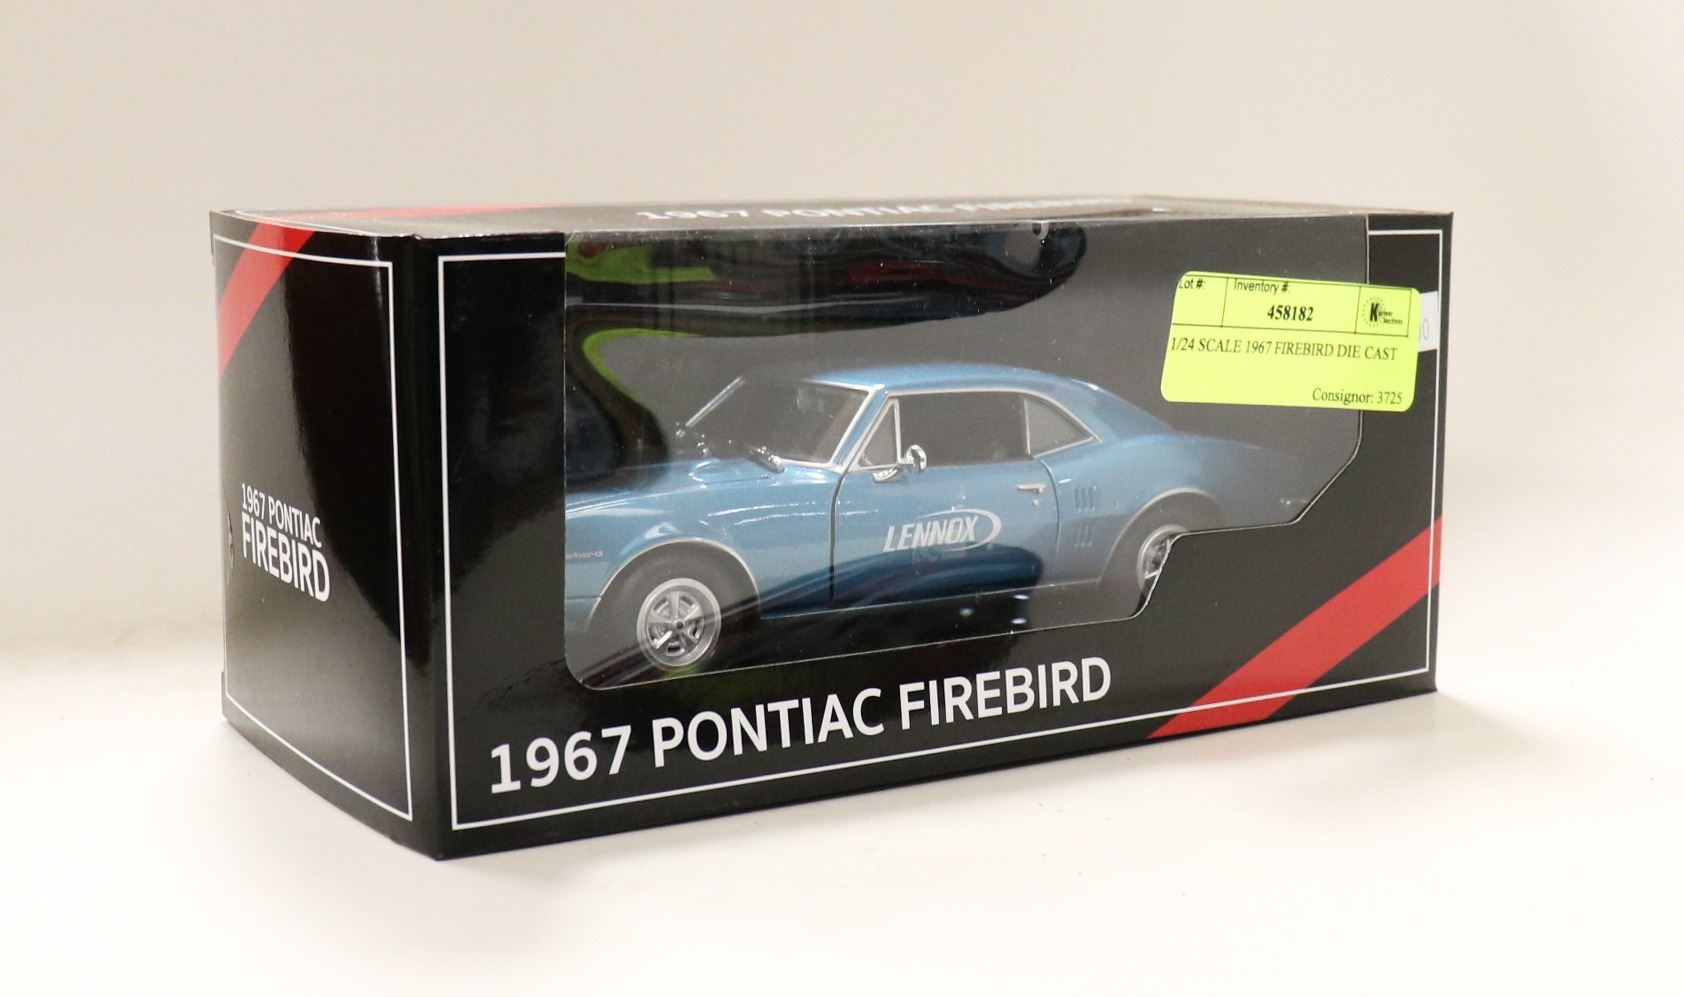 1967 PONTIAC FIREBIRD
Lot #:
Inventory #:
458182
1/24 SCALE 1967 FIREBIRD DIE CAST
Consignor: 3725
1967 PONTIAC
FIREBIRD
LENNOX
1967 PONTIAC FIREBIRD